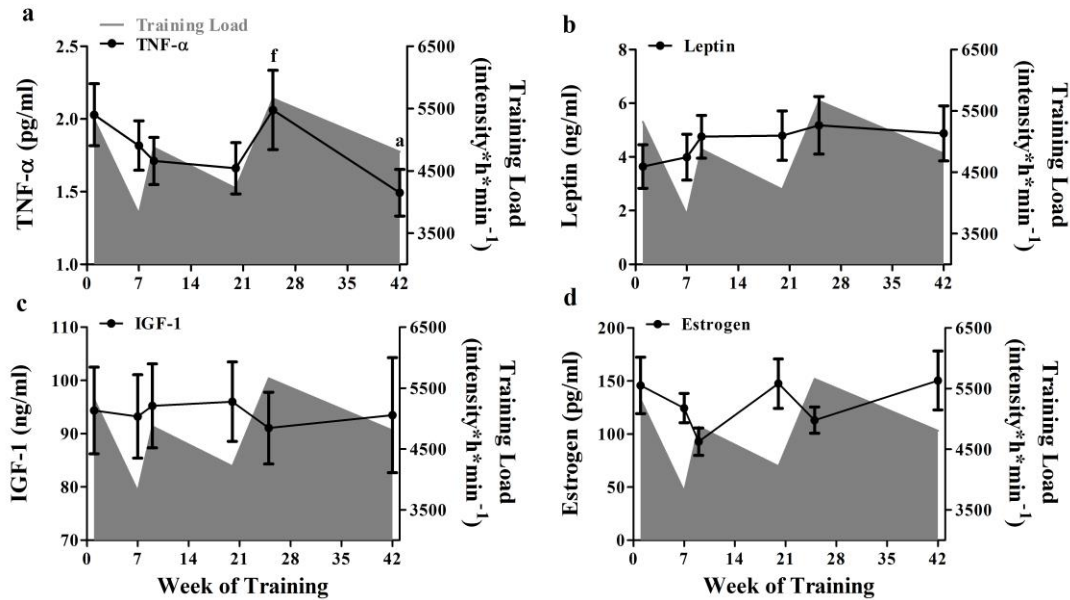 a
Training Load
TNF-α
2.5
2.0
1.5
1.0
TNF-α (pg/ml)
f
a
6500
5500
4500
3500
Training Load
(intensity*h*min-1)
0 7 14 21 28 35 42
b
Leptin
8
6
4
2
0
Leptin (ng/ml)
6500
5500
4500
3500
Training Load
(intensity*h*min-1)
0 7 14 21 28 35 42
c
IGF-1
110
100
90
80
70
IGF-1 (ng/ml)
6500
5500
4500
3500
Training Load
(intensity*h*min-1)
0 7 14 21 28 35 42
Week of Training
d
Estrogen
200
150
100
50
0
Estrogen (pg/ml)
6500
5500
4500
3500
Training Load
(intensity*h*min-1)
0 7 14 21 28 35 42
Week of Training